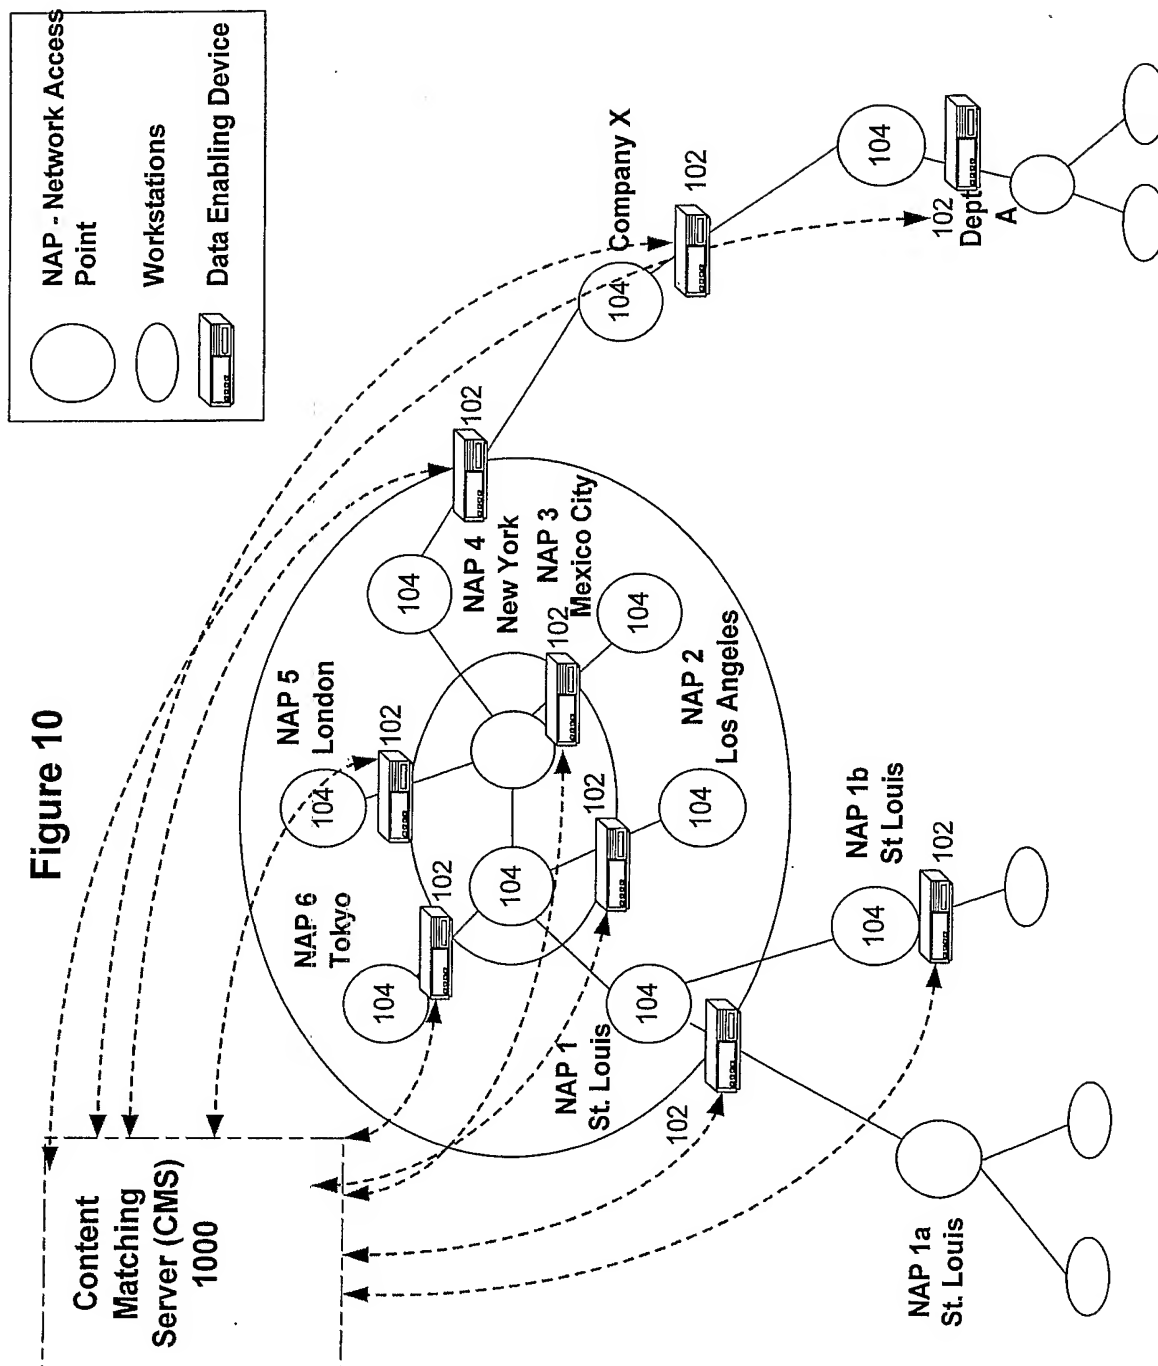 Figure 10
NAP - Network Access
Point
Workstations
Data Enabling Device
Content
Matching
Server (CMS)
1000
NAP 6
Tokyo
104
102
NAP 5
London
104
102
104
NAP 4
New York
104
102
NAP 3
Mexico City
102
104
NAP 2
Los Angeles
102
104
NAP 1
St. Louis
104
102
NAP 1a
St. Louis
NAP 1b
St Louis
104
102
Company X
104
102
104
102
Dept
A